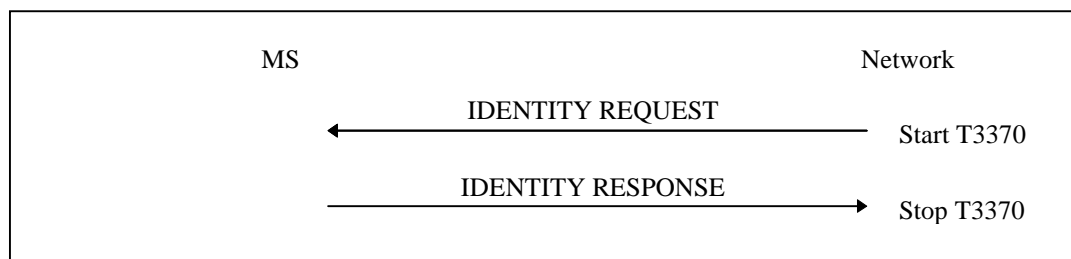 MS
Network
IDENTITY REQUEST
Start T3370
IDENTITY RESPONSE
Stop T3370